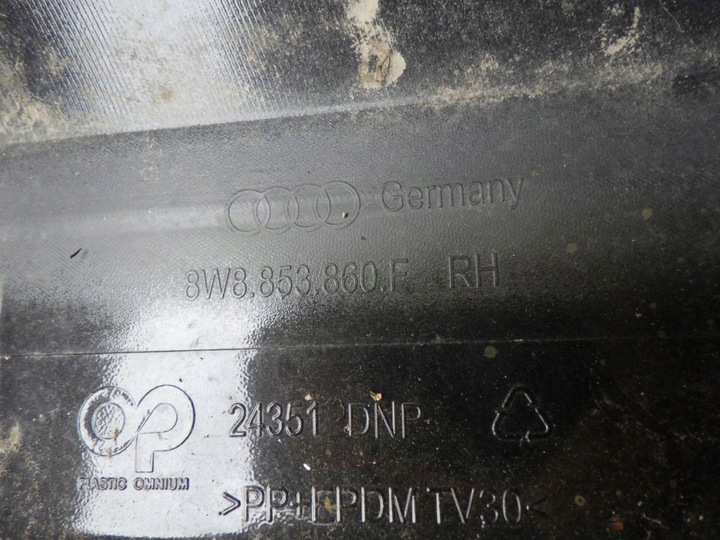 Germany
8W8.853.860.F RH
24351 DNP
PLASTIC OMNIUM
>PP+EPDM TV30<